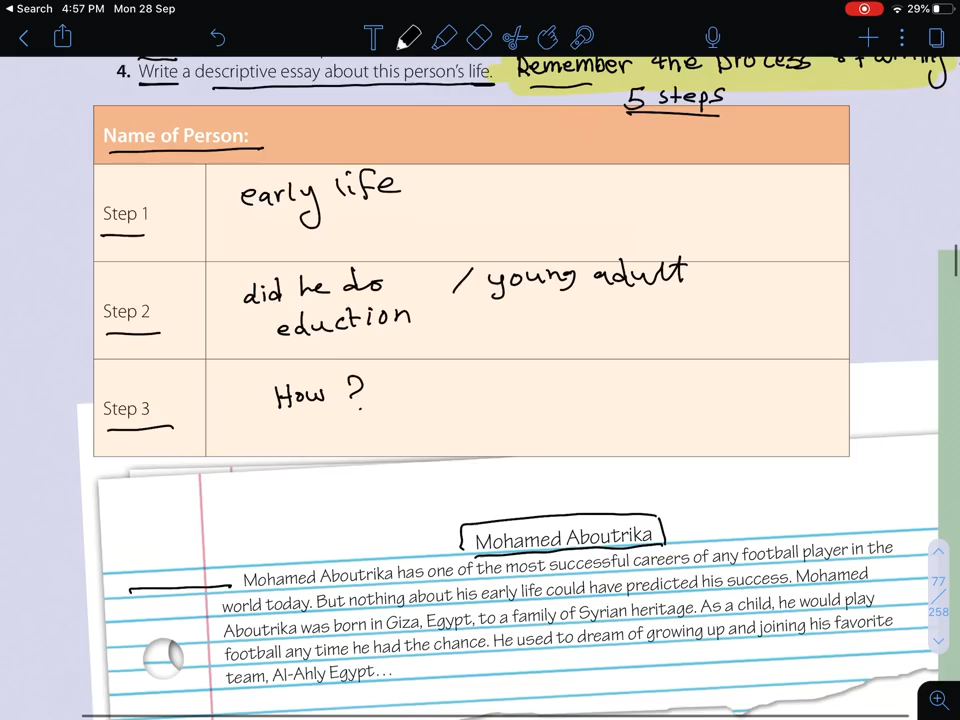 Search 4:57 PM Mon 28 Sep 29%
4. Write a descriptive essay about this person's life. Remember the process
5 steps
Name of Person:
Step 1 early life
Step 2 did he do / young adult
eduction
Step 3 How ?
Mohamed Aboutrika
Mohamed Aboutrika has one of the most successful careers of any football player in the
world today. But nothing about his early life could have predicted his success. Mohamed
Aboutrika was born in Giza, Egypt, to a family of Syrian heritage. As a child, he would play
football any time he had the chance. He used to dream of growing up and joining his favorite
team, Al-Ahly Egypt...
77
258